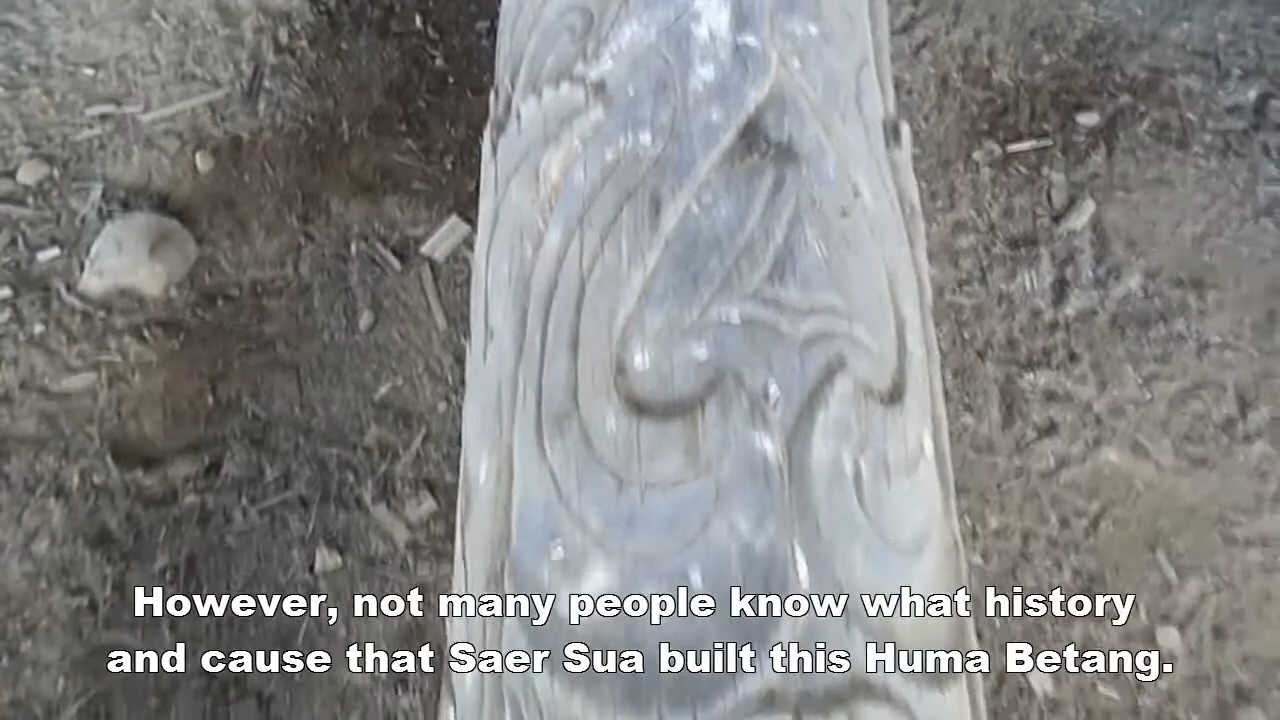 However, not many people know what history
and cause that Saer Sua built this Huma Betang.